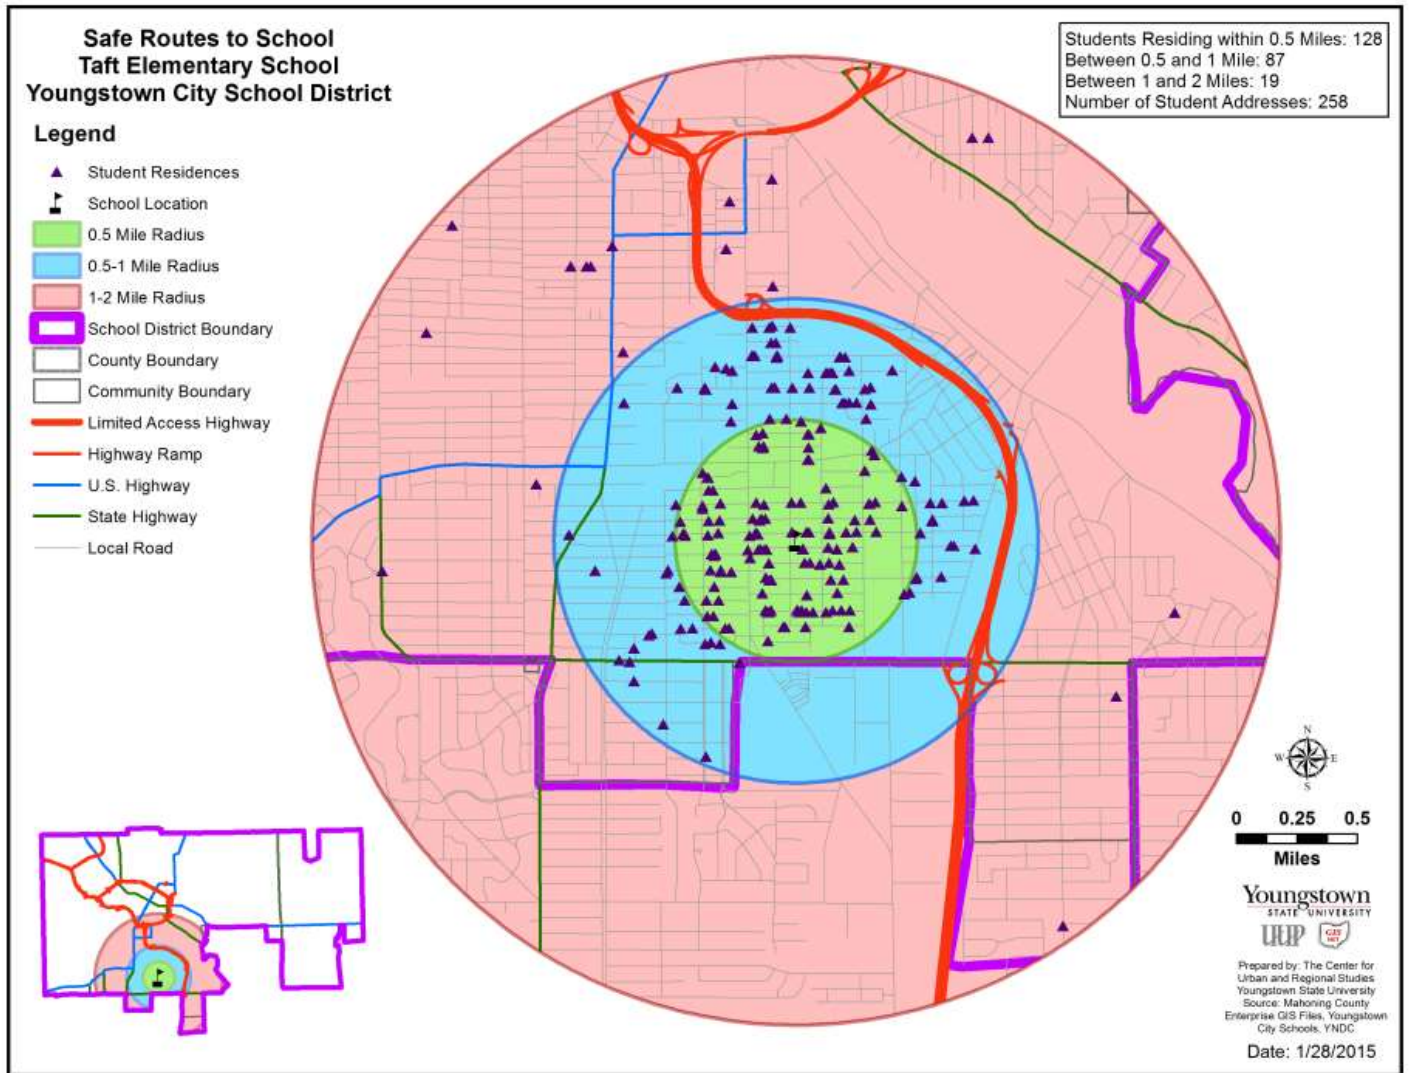 Safe Routes to School
Taft Elementary School
Youngstown City School District
Students Residing within 0.5 Miles: 128
Between 0.5 and 1 Mile: 87
Between 1 and 2 Miles: 19
Number of Student Addresses: 258
Legend
Student Residences
School Location
0.5 Mile Radius
0.5-1 Mile Radius
1-2 Mile Radius
School District Boundary
County Boundary
Community Boundary
Limited Access Highway
Highway Ramp
U.S. Highway
State Highway
Local Road
N
W E
S
0 0.25 0.5
Miles
Youngstown
STATE UNIVERSITY
UUP GIS
Prepared by: The Center for
Urban and Regional Studies
Youngstown State University
Source: Mahoning County
Enterprise GIS Files, Youngstown
City Schools, YNDC
Date: 1/28/2015